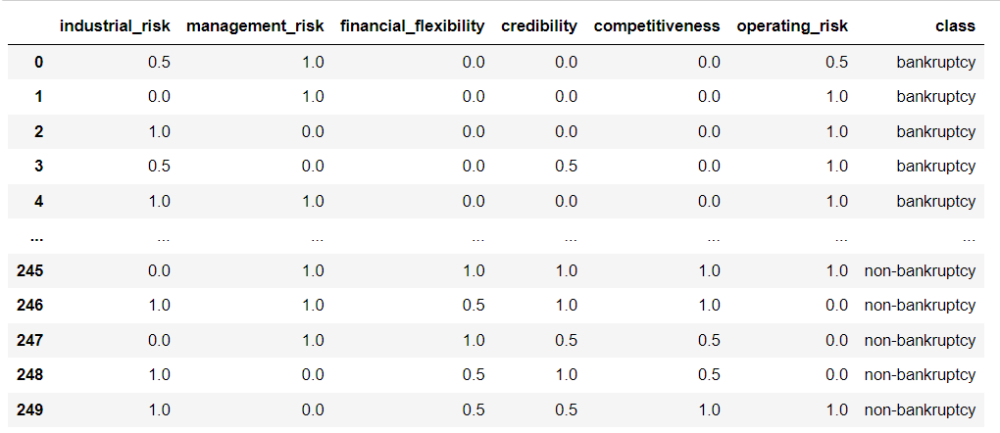 industrial_risk management_risk financial_flexibility credibility competitiveness operating_risk class
0 0.5 1.0 0.0 0.0 0.0 0.5 bankruptcy
1 0.0 1.0 0.0 0.0 0.0 1.0 bankruptcy
2 1.0 0.0 0.0 0.0 0.0 1.0 bankruptcy
3 0.5 0.0 0.0 0.5 0.0 1.0 bankruptcy
4 1.0 1.0 0.0 0.0 0.0 1.0 bankruptcy
... ... ... ... ... ... ... ...
245 0.0 1.0 1.0 1.0 1.0 1.0 non-bankruptcy
246 1.0 1.0 0.5 1.0 1.0 0.0 non-bankruptcy
247 0.0 1.0 1.0 0.5 0.5 0.0 non-bankruptcy
248 1.0 0.0 0.5 1.0 0.5 0.0 non-bankruptcy
249 1.0 0.0 0.5 0.5 1.0 1.0 non-bankruptcy